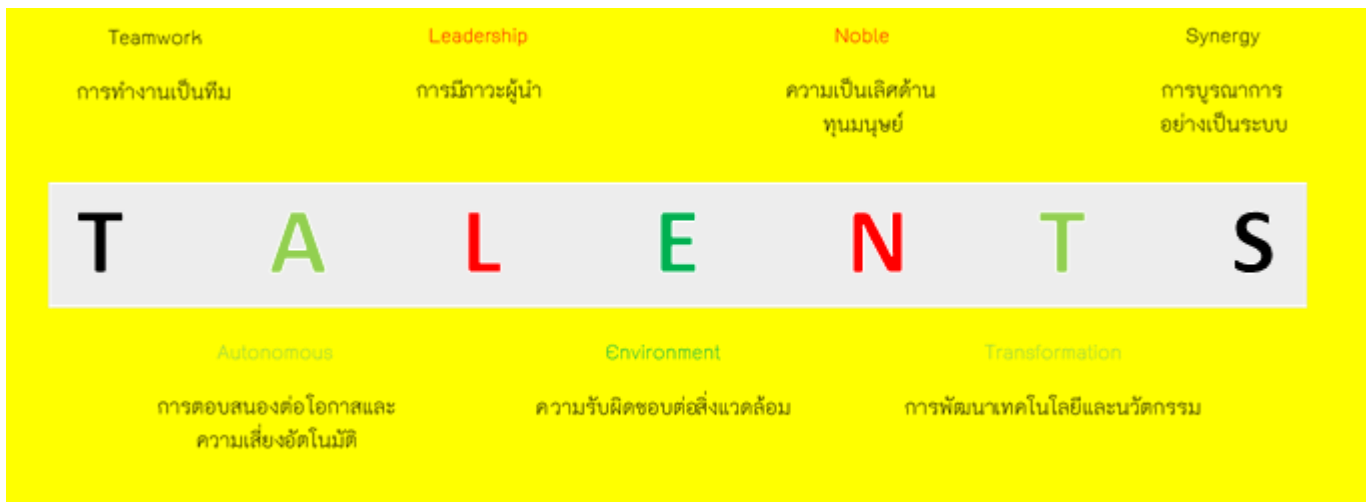 Teamwork
Leadership
Noble
Synergy
การทำงานเป็นทีม
การมีภาวะผู้นำ
ความเป็นเลิศด้าน
ทุนมนุษย์
การบูรณาการ
อย่างเป็นระบบ
T A L E N T S
Autonomous
Environment
Transformation
การตอบสนองต่อโอกาสและ
ความเสี่ยงอัตโนมัติ
ความรับผิดชอบต่อสิ่งแวดล้อม
การพัฒนาเทคโนโลยีและนวัตกรรม